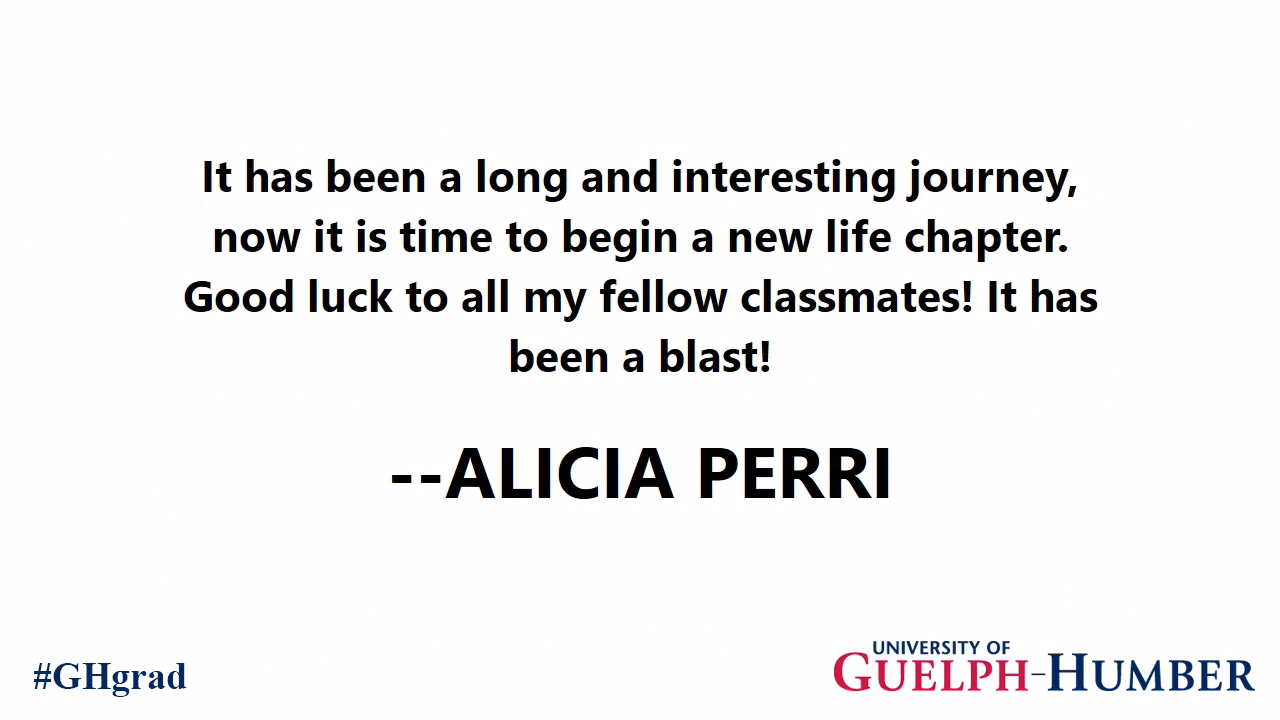 It has been a long and interesting journey,
now it is time to begin a new life chapter.
Good luck to all my fellow classmates! It has
been a blast!
--ALICIA PERRI
#GHgrad
UNIVERSITY OF
GUELPH-HUMBER